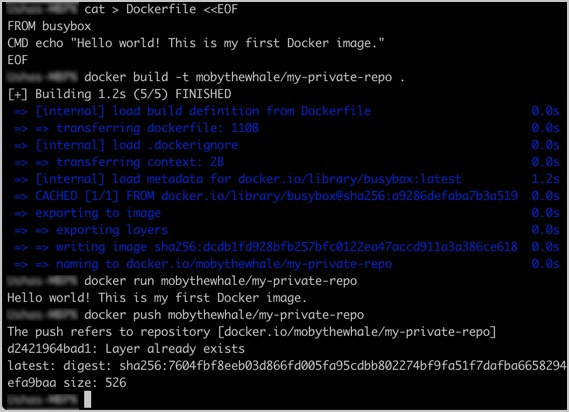 cat > Dockerfile <<EOF
FROM busybox
CMD echo "Hello world! This is my first Docker image."
EOF
docker build -t mobythewhale/my-private-repo .
[+] Building 1.2s (5/5) FINISHED
=> [internal] load build definition from Dockerfile 0.0s
=> => transferring dockerfile: 110B 0.0s
=> [internal] load .dockerignore 0.0s
=> => transferring context: 2B 0.0s
=> [internal] load metadata for docker.io/library/busybox:latest 1.2s
=> CACHED [1/1] FROM docker.io/library/busybox@sha256:a9286defaba7b3a519 0.0s
=> exporting to image 0.0s
=> => exporting layers 0.0s
=> => writing image sha256:dcdb1fd928bfb257bfc0122ea47accd911a3a386ce618 0.0s
=> => naming to docker.io/mobythewhale/my-private-repo 0.0s
docker run mobythewhale/my-private-repo
Hello world! This is my first Docker image.
docker push mobythewhale/my-private-repo
The push refers to repository [docker.io/mobythewhale/my-private-repo]
d2421964bad1: Layer already exists
latest: digest: sha256:7604fbf8eeb03d866fd005fa95cdbb802274bf9fa51f7dafba6658294
efa9baa size: 526